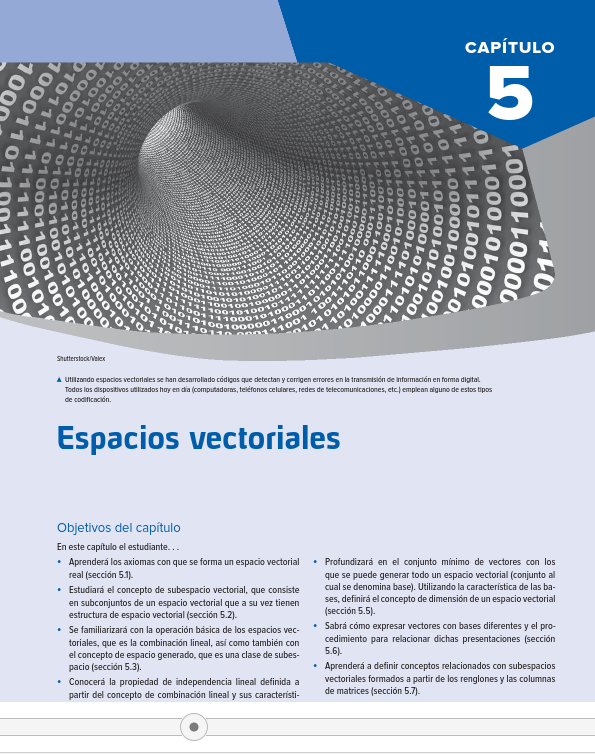 CAPÍTULO
5
Shutterstock/Valex
▲ Utilizando espacios vectoriales se han desarrollado códigos que detectan y corrigen errores en la transmisión de información en forma digital.
Todos los dispositivos utilizados hoy en día (computadoras, teléfonos celulares, redes de telecomunicaciones, etc.) emplean alguno de estos tipos
de codificación.
Espacios vectoriales
Objetivos del capítulo
En este capítulo el estudiante. . .
• Aprenderá los axiomas con que se forma un espacio vectorial
real (sección 5.1).
• Estudiará el concepto de subespacio vectorial, que consiste
en subconjuntos de un espacio vectorial que a su vez tienen
estructura de espacio vectorial (sección 5.2).
• Se familiarizará con la operación básica de los espacios vec-
toriales, que es la combinación lineal, así como también con
el concepto de espacio generado, que es una clase de subes-
pacio (sección 5.3).
• Conocerá la propiedad de independencia lineal definida a
partir del concepto de combinación lineal y sus característi-
• Profundizará en el conjunto mínimo de vectores con los
que se puede generar todo un espacio vectorial (conjunto al
cual se denomina base). Utilizando la característica de las ba-
ses, definirá el concepto de dimensión de un espacio vectorial
(sección 5.5).
• Sabrá cómo expresar vectores con bases diferentes y el pro-
cedimiento para relacionar dichas presentaciones (sección
5.6).
• Aprenderá a definir conceptos relacionados con subespacios
vectoriales formados a partir de los renglones y las columnas
de matrices (sección 5.7).